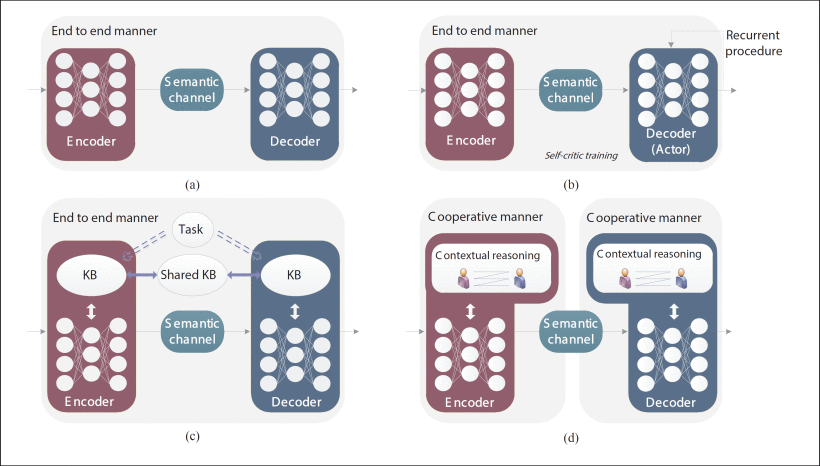 End to end manner
Semantic
channel
Encoder
Decoder
(a)
End to end manner
Recurrent
procedure
Semantic
channel
Encoder
Decoder
(Actor)
Self-critic training
(b)
End to end manner
Task
KB
Shared KB
KB
Semantic
channel
Encoder
Decoder
(c)
Cooperative manner
Cooperative manner
Contextual reasoning
Contextual reasoning
Semantic
channel
Encoder
Decoder
(d)